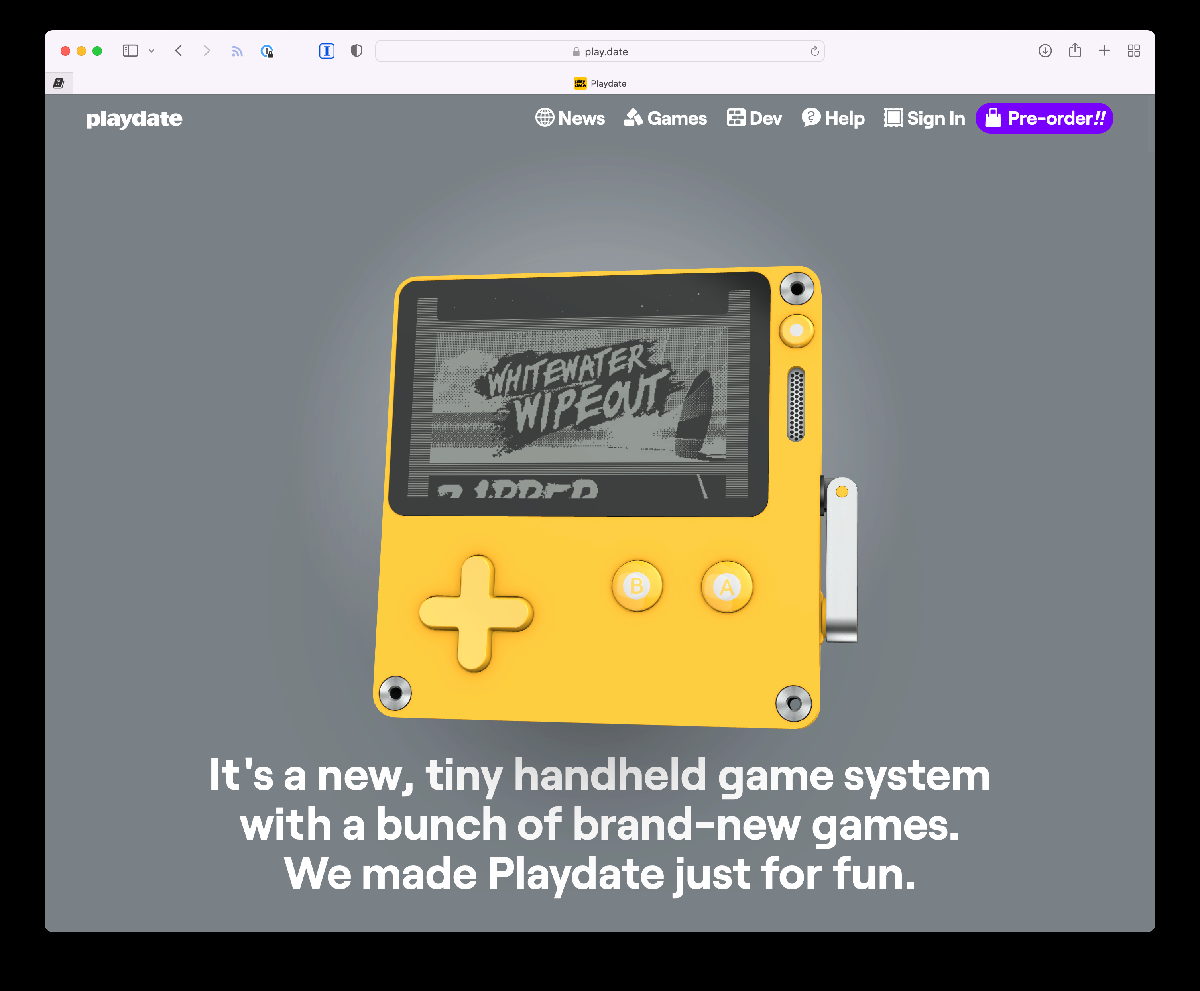 play.date
Playdate
playdate
News
Games
Dev
Help
Sign In
Pre-order!!
WHITEWATER
WIPEOUT
B
A
It's a new, tiny handheld game system
with a bunch of brand-new games.
We made Playdate just for fun.